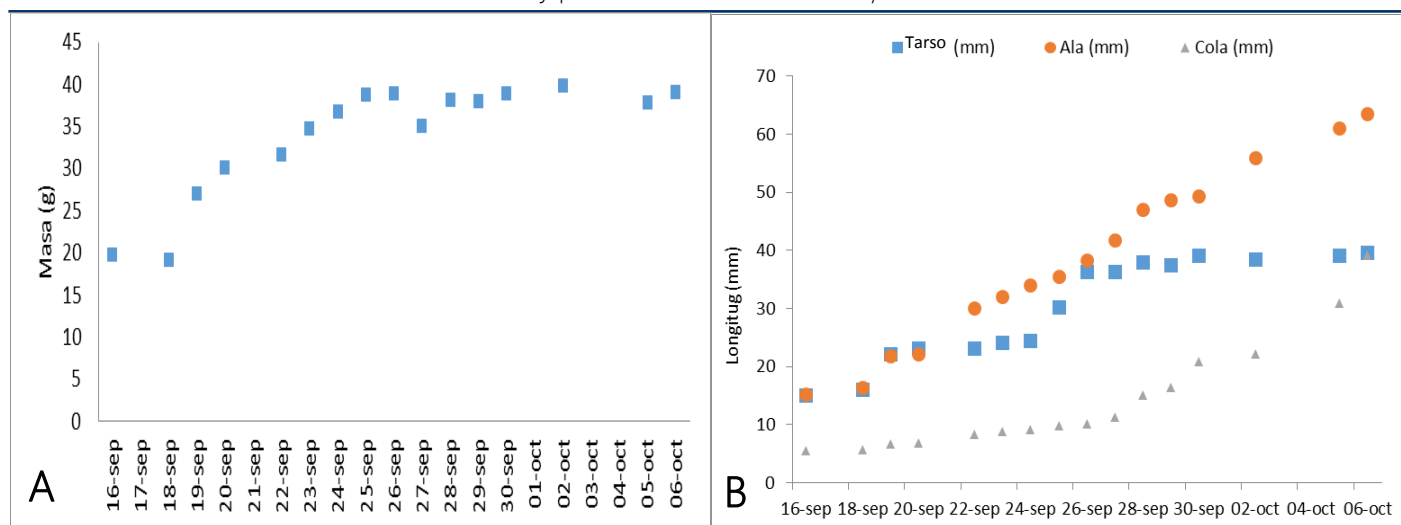 Masa (g)
45
40
35
30
25
20
15
10
5
0
16-sep
17-sep
18-sep
19-sep
20-sep
21-sep
22-sep
23-sep
24-sep
25-sep
26-sep
27-sep
28-sep
29-sep
30-sep
01-oct
02-oct
03-oct
04-oct
05-oct
06-oct
A
Tarso (mm) Ala (mm) Cola (mm)
Longitug (mm)
70
60
50
40
30
20
10
0
16-sep 18-sep 20-sep 22-sep 24-sep 26-sep 28-sep 30-sep 02-oct 04-oct 06-oct
B